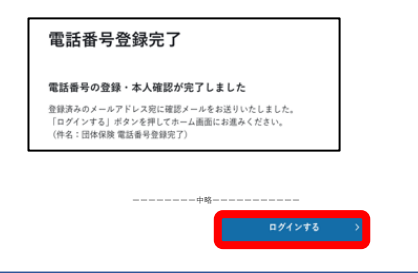 電話番号登録完了
電話番号の登録・本人確認が完了しました
登録済みのメールアドレス宛に確認メールをお送りいたしました。
「ログインする」ボタンを押してホーム画面にお進みください。
（件名：団体保険 電話番号登録完了）
ーーーーーーーー中略ーーーーーーーーーーー
ログインする